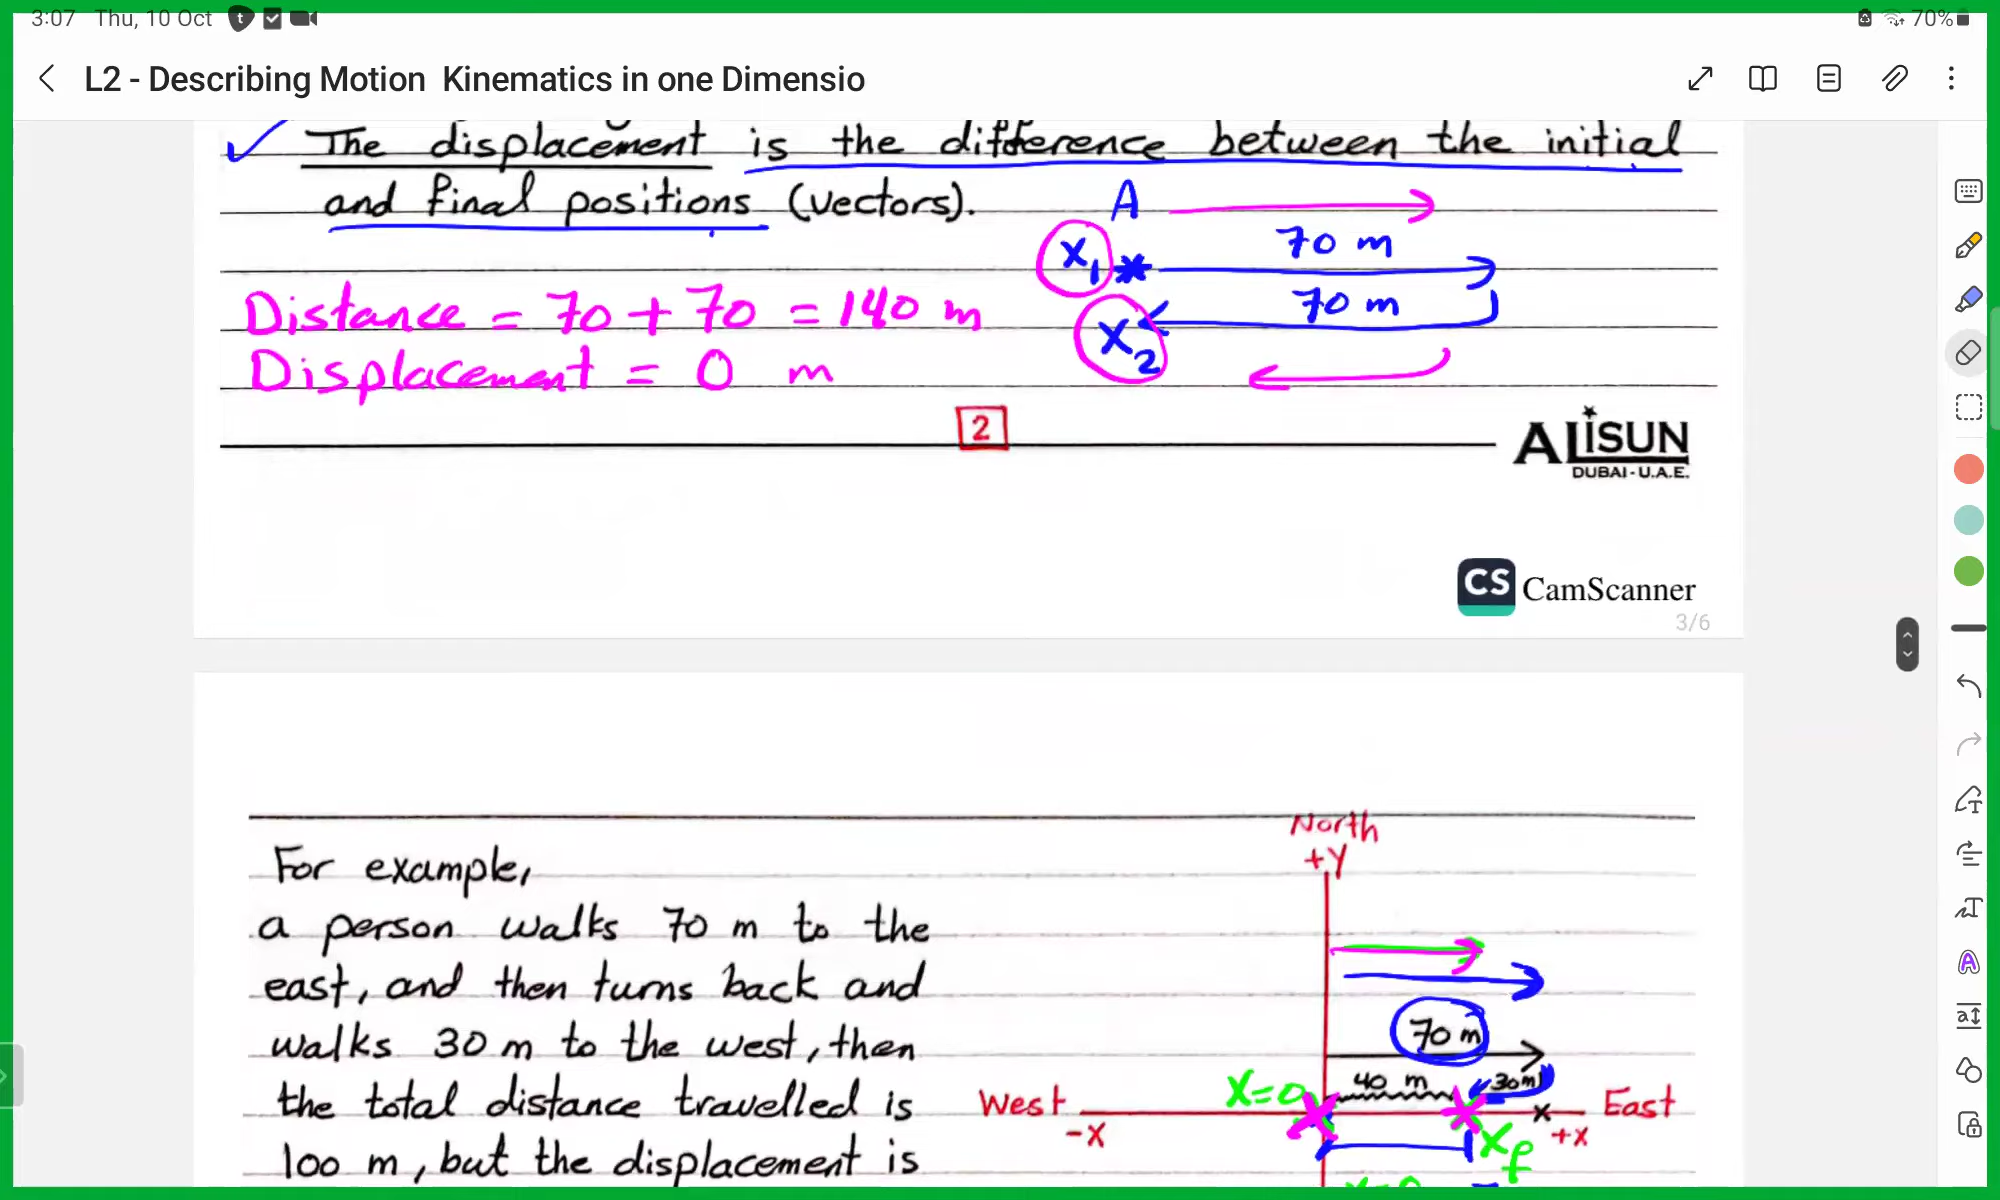 3:07 Thu, 10 Oct t 70%
L2 - Describing Motion Kinematics in one Dimensio
The displacement is the difference between the initial
and final positions (vectors).
A
70 m
x1
Distance = 70 + 70 = 140 m
70 m
x2
Displacement = 0 m
2
ALISUN
DUBAI - U.A.E.
CS CamScanner
3/6
North
+Y
For example,
a person walks 70 m to the
east, and then turns back and
70 m
walks 30 m to the west, then
40 m 30m
X=0
the total distance travelled is
West East
-X x +x
xf
100 m, but the displacement is